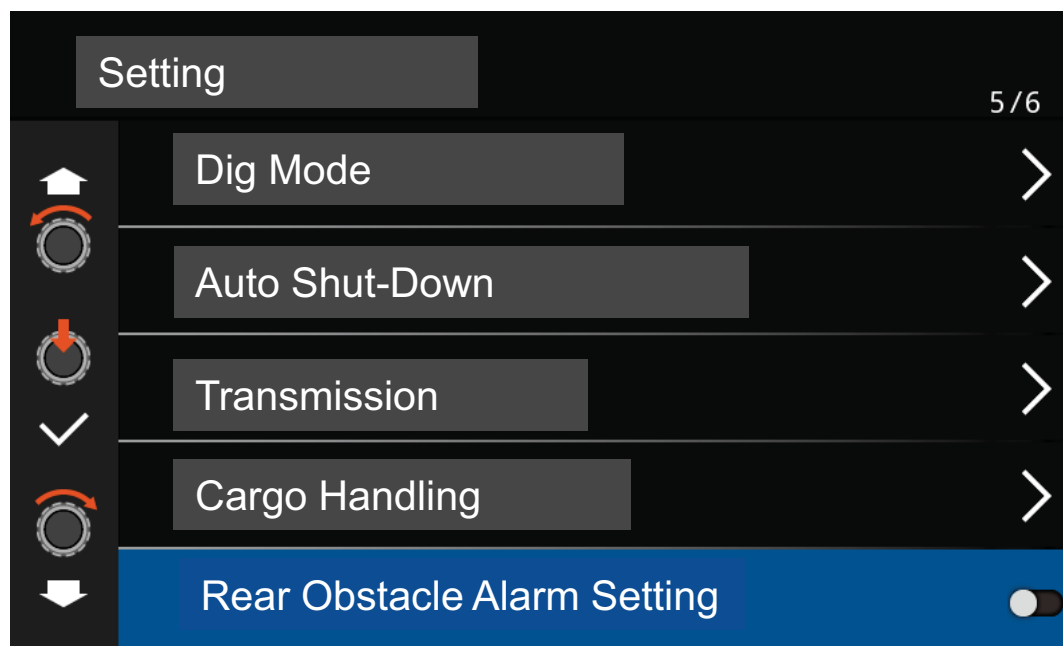 Setting
5/6
Dig Mode
Auto Shut-Down
Transmission
Cargo Handling
Rear Obstacle Alarm Setting